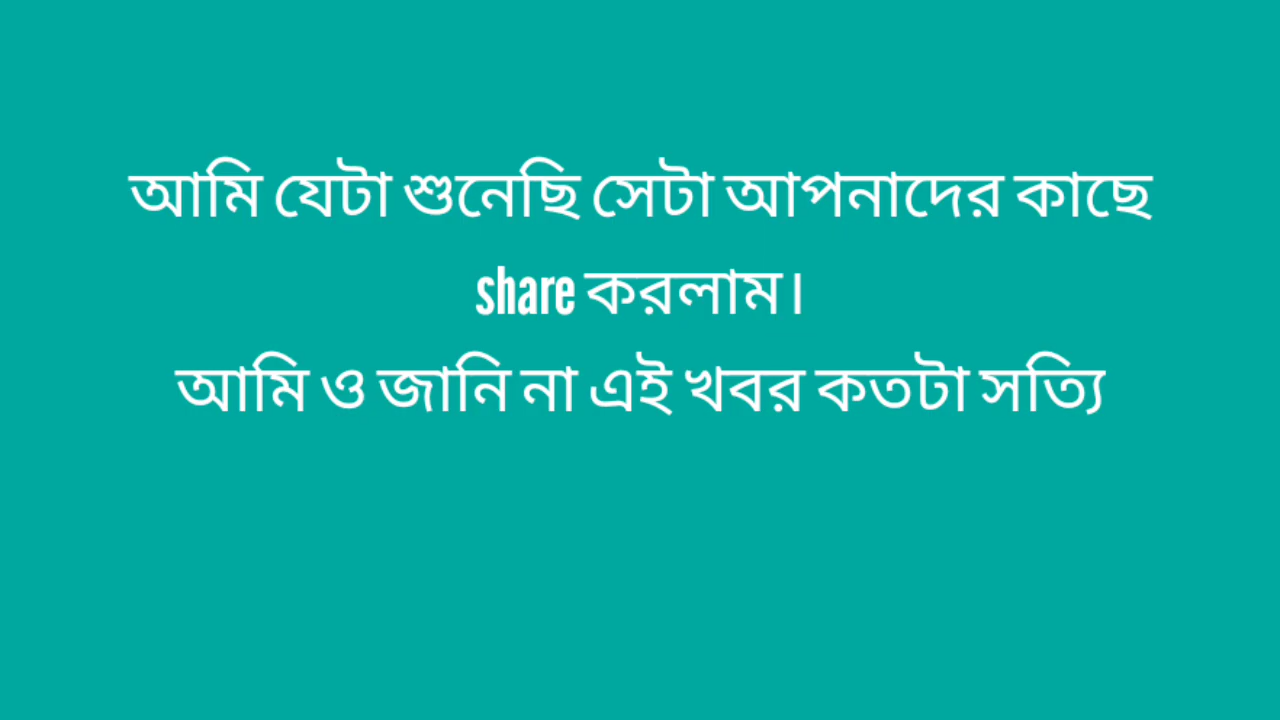 আমি যেটা শুনেছি সেটা আপনাদের কাছে
share করলাম।
আমি ও জানি না এই খবর কতটা সত্যি